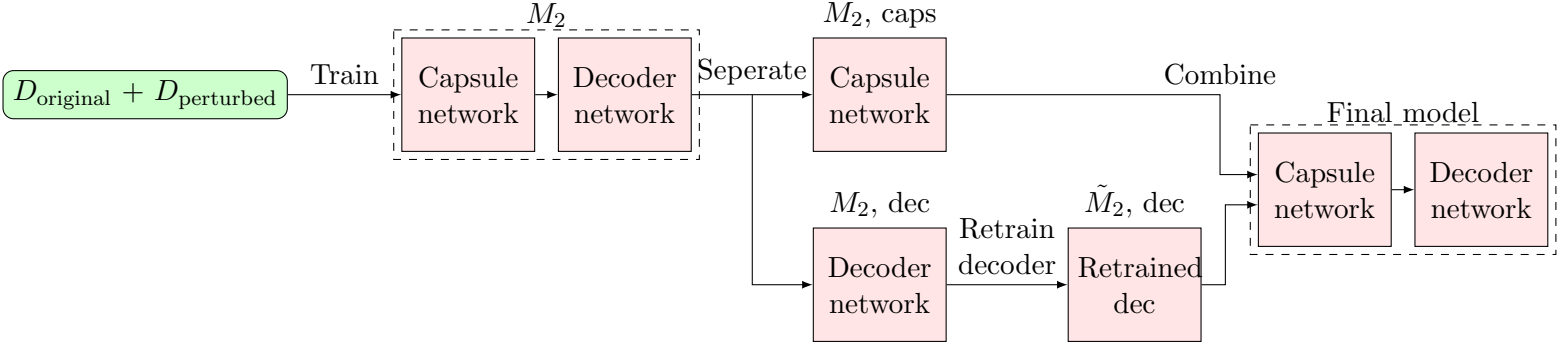 D_original + D_perturbed
Train
M_2
Capsule
network
Decoder
network
Seperate
M_2, caps
Capsule
network
M_2, dec
Decoder
network
Retrain
decoder
M̃_2, dec
Retrained
dec
Combine
Final model
Capsule
network
Decoder
network